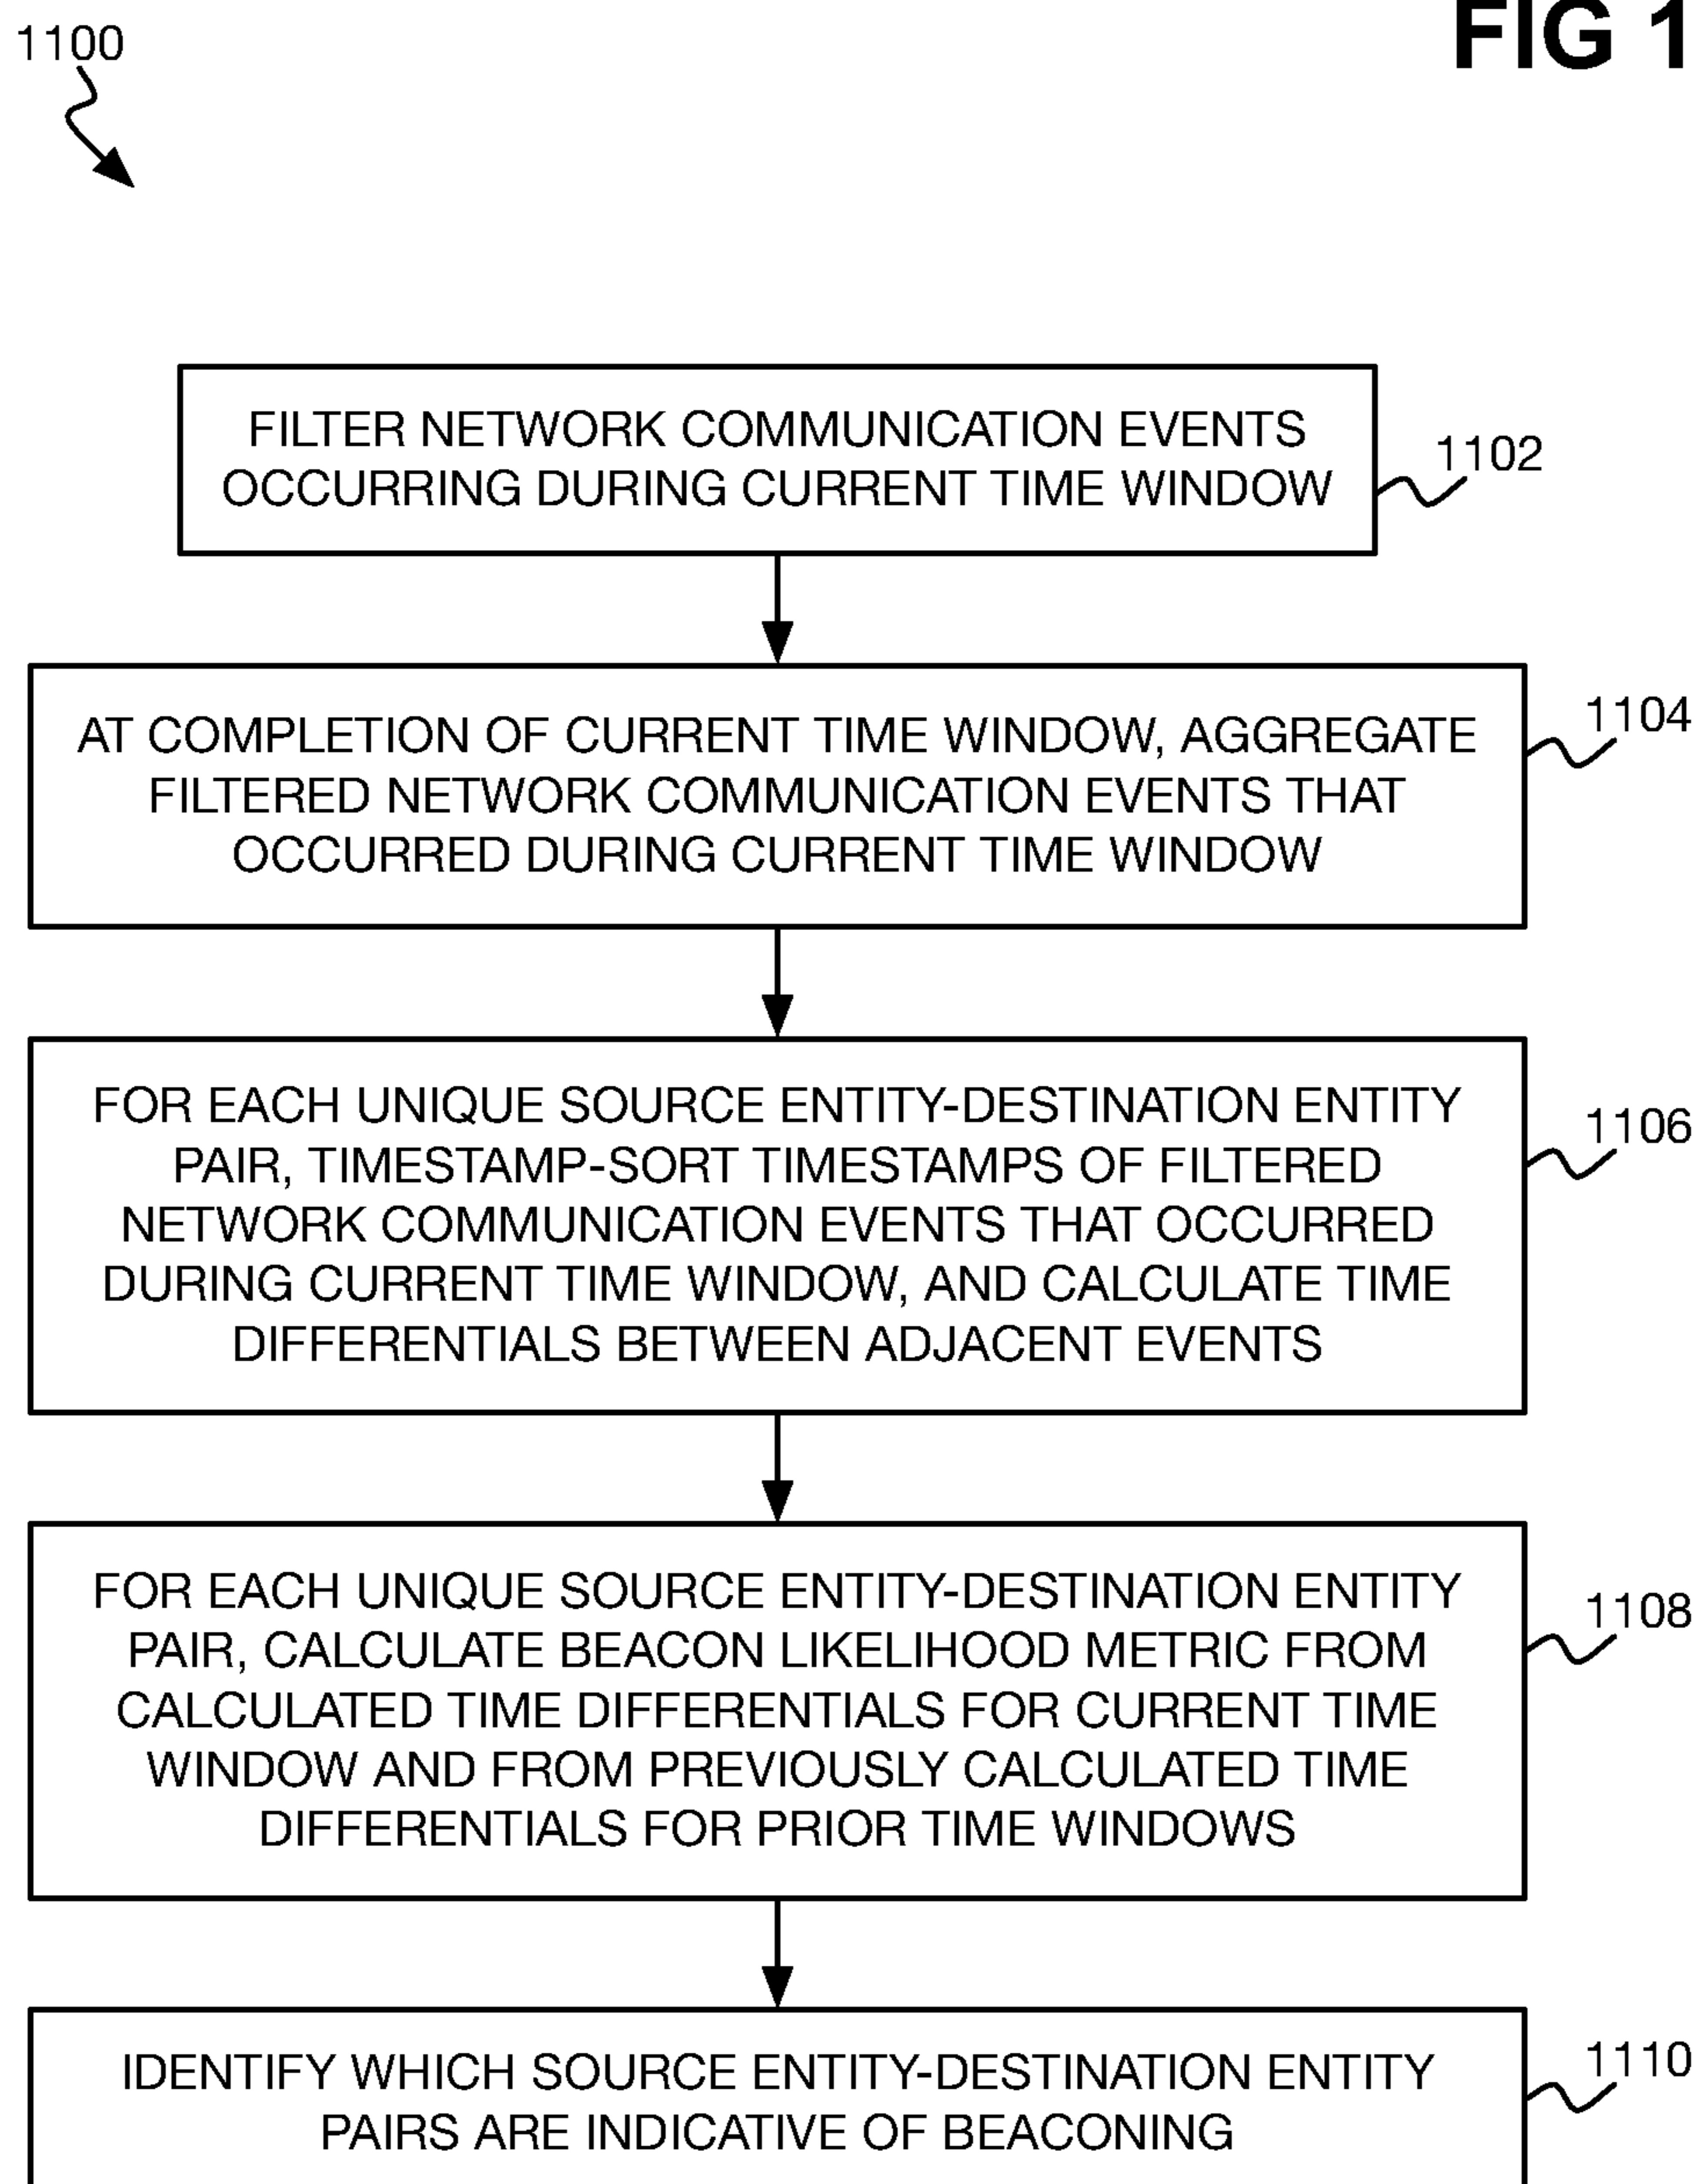 1100
FIG 1
FILTER NETWORK COMMUNICATION EVENTS
OCCURRING DURING CURRENT TIME WINDOW
1102
AT COMPLETION OF CURRENT TIME WINDOW, AGGREGATE
FILTERED NETWORK COMMUNICATION EVENTS THAT
OCCURRED DURING CURRENT TIME WINDOW
1104
FOR EACH UNIQUE SOURCE ENTITY-DESTINATION ENTITY
PAIR, TIMESTAMP-SORT TIMESTAMPS OF FILTERED
NETWORK COMMUNICATION EVENTS THAT OCCURRED
DURING CURRENT TIME WINDOW, AND CALCULATE TIME
DIFFERENTIALS BETWEEN ADJACENT EVENTS
1106
FOR EACH UNIQUE SOURCE ENTITY-DESTINATION ENTITY
PAIR, CALCULATE BEACON LIKELIHOOD METRIC FROM
CALCULATED TIME DIFFERENTIALS FOR CURRENT TIME
WINDOW AND FROM PREVIOUSLY CALCULATED TIME
DIFFERENTIALS FOR PRIOR TIME WINDOWS
1108
IDENTIFY WHICH SOURCE ENTITY-DESTINATION ENTITY
PAIRS ARE INDICATIVE OF BEACONING
1110